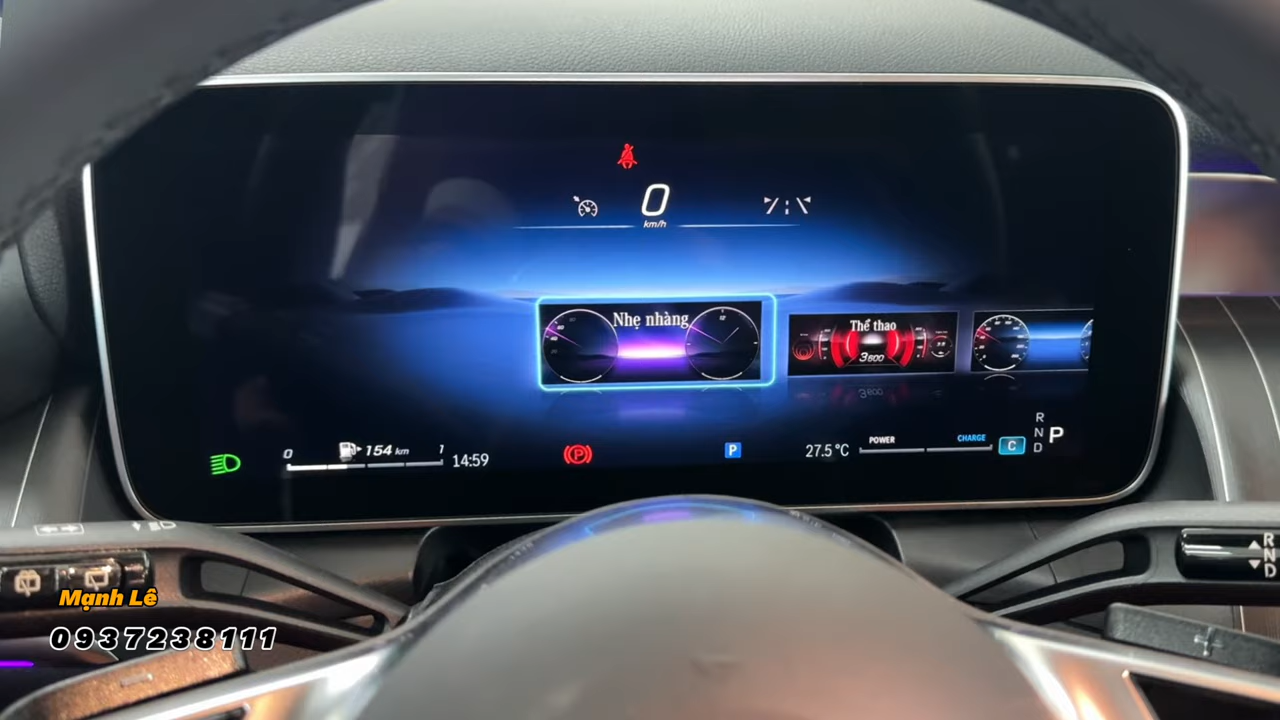 0
km/h
Nhẹ nhàng
Thể thao
3600
0
154 km
1
14:59
P
P
27.5°C
POWER
CHARGE
C
R
N
D
P
R
N
D
Mạnh Lê
0937238111